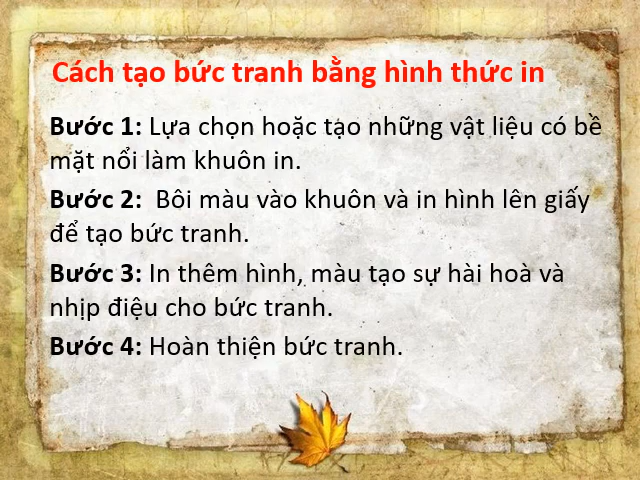 Cách tạo bức tranh bằng hình thức in
Bước 1: Lựa chọn hoặc tạo những vật liệu có bề
mặt nổi làm khuôn in.
Bước 2:  Bôi màu vào khuôn và in hình lên giấy
để tạo bức tranh.
Bước 3: In thêm hình, màu tạo sự hài hoà và
nhịp điệu cho bức tranh.
Bước 4: Hoàn thiện bức tranh.